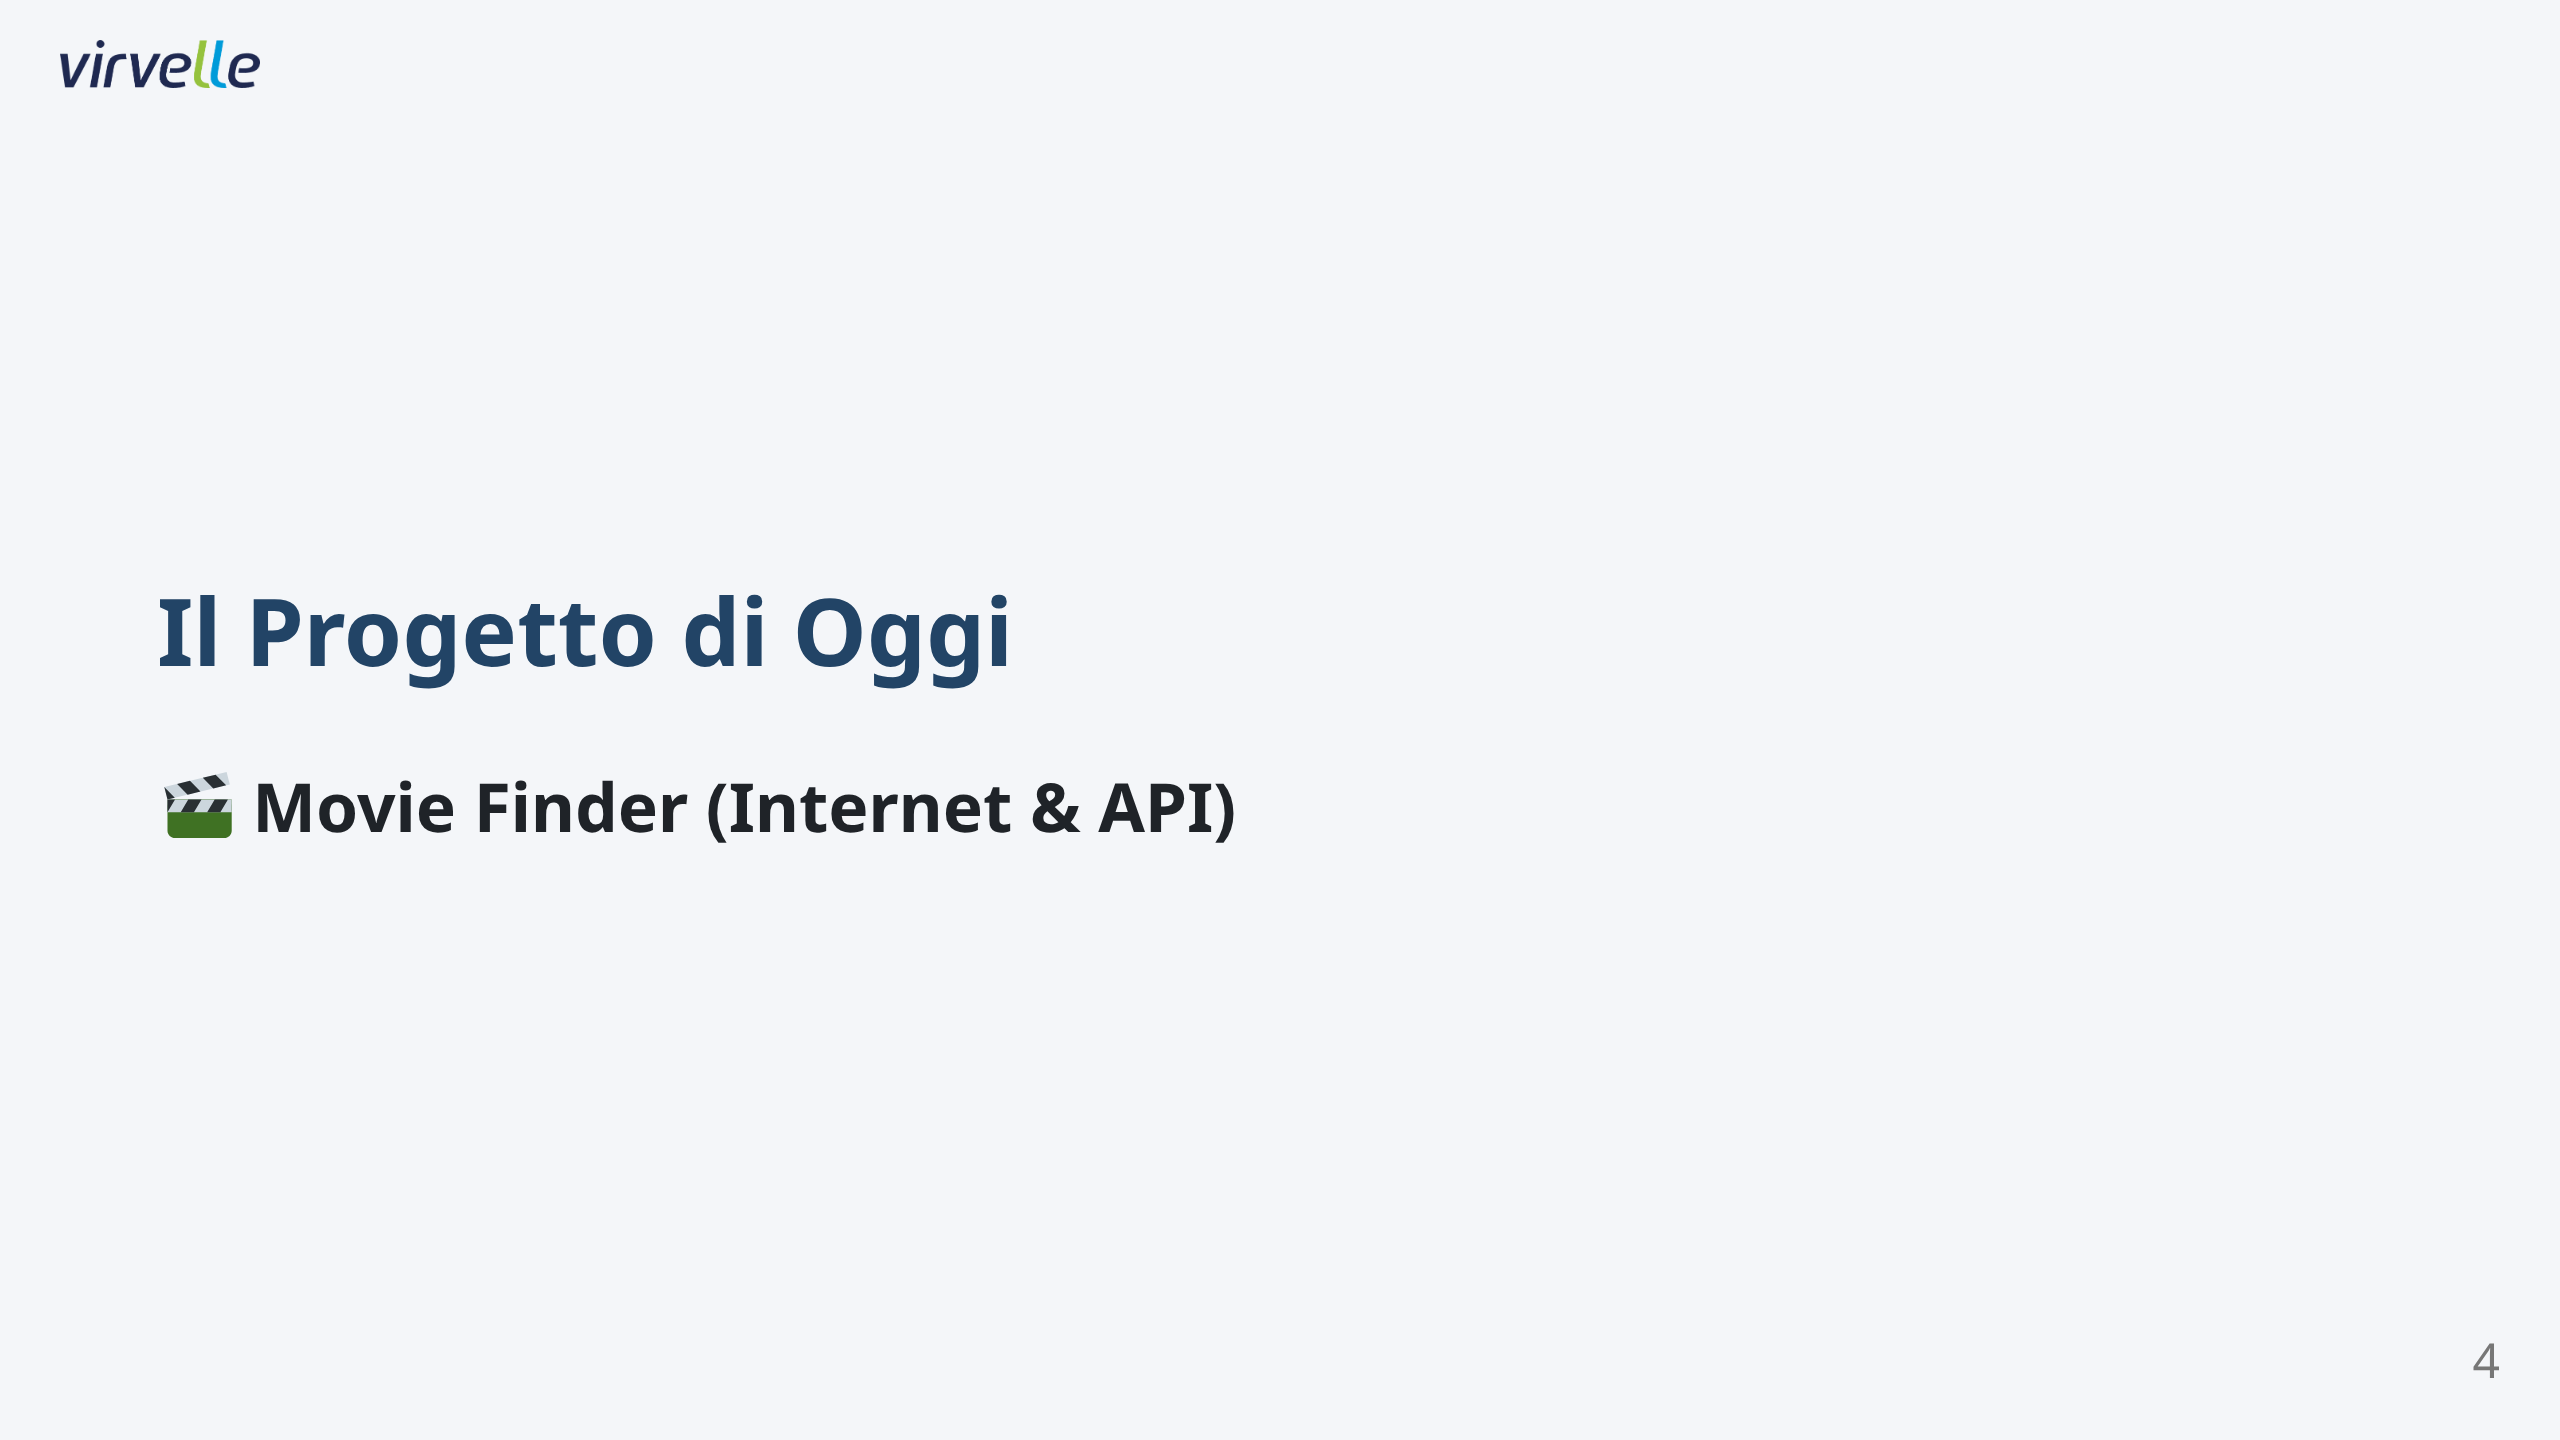 virvelle
Il Progetto di Oggi
🎬 Movie Finder (Internet & API)
4